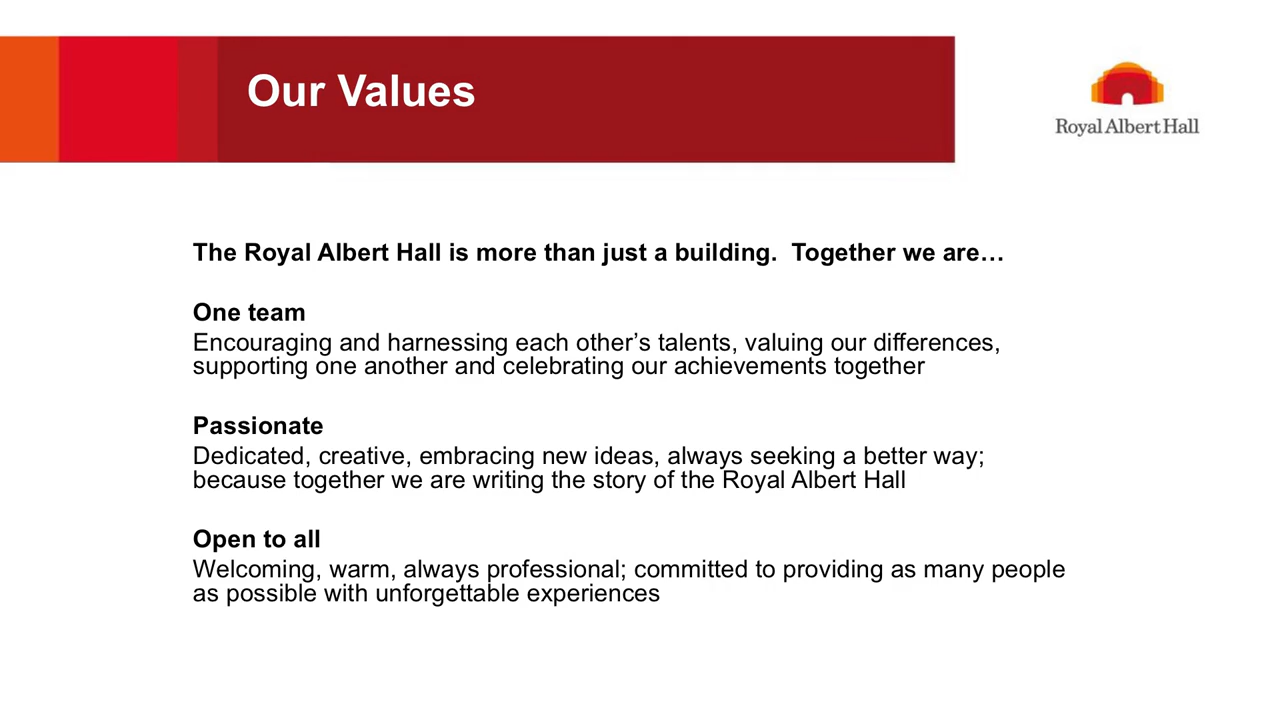 Our Values
Royal Albert Hall
The Royal Albert Hall is more than just a building.  Together we are…
One team
Encouraging and harnessing each other’s talents, valuing our differences,
supporting one another and celebrating our achievements together
Passionate
Dedicated, creative, embracing new ideas, always seeking a better way;
because together we are writing the story of the Royal Albert Hall
Open to all
Welcoming, warm, always professional; committed to providing as many people
as possible with unforgettable experiences